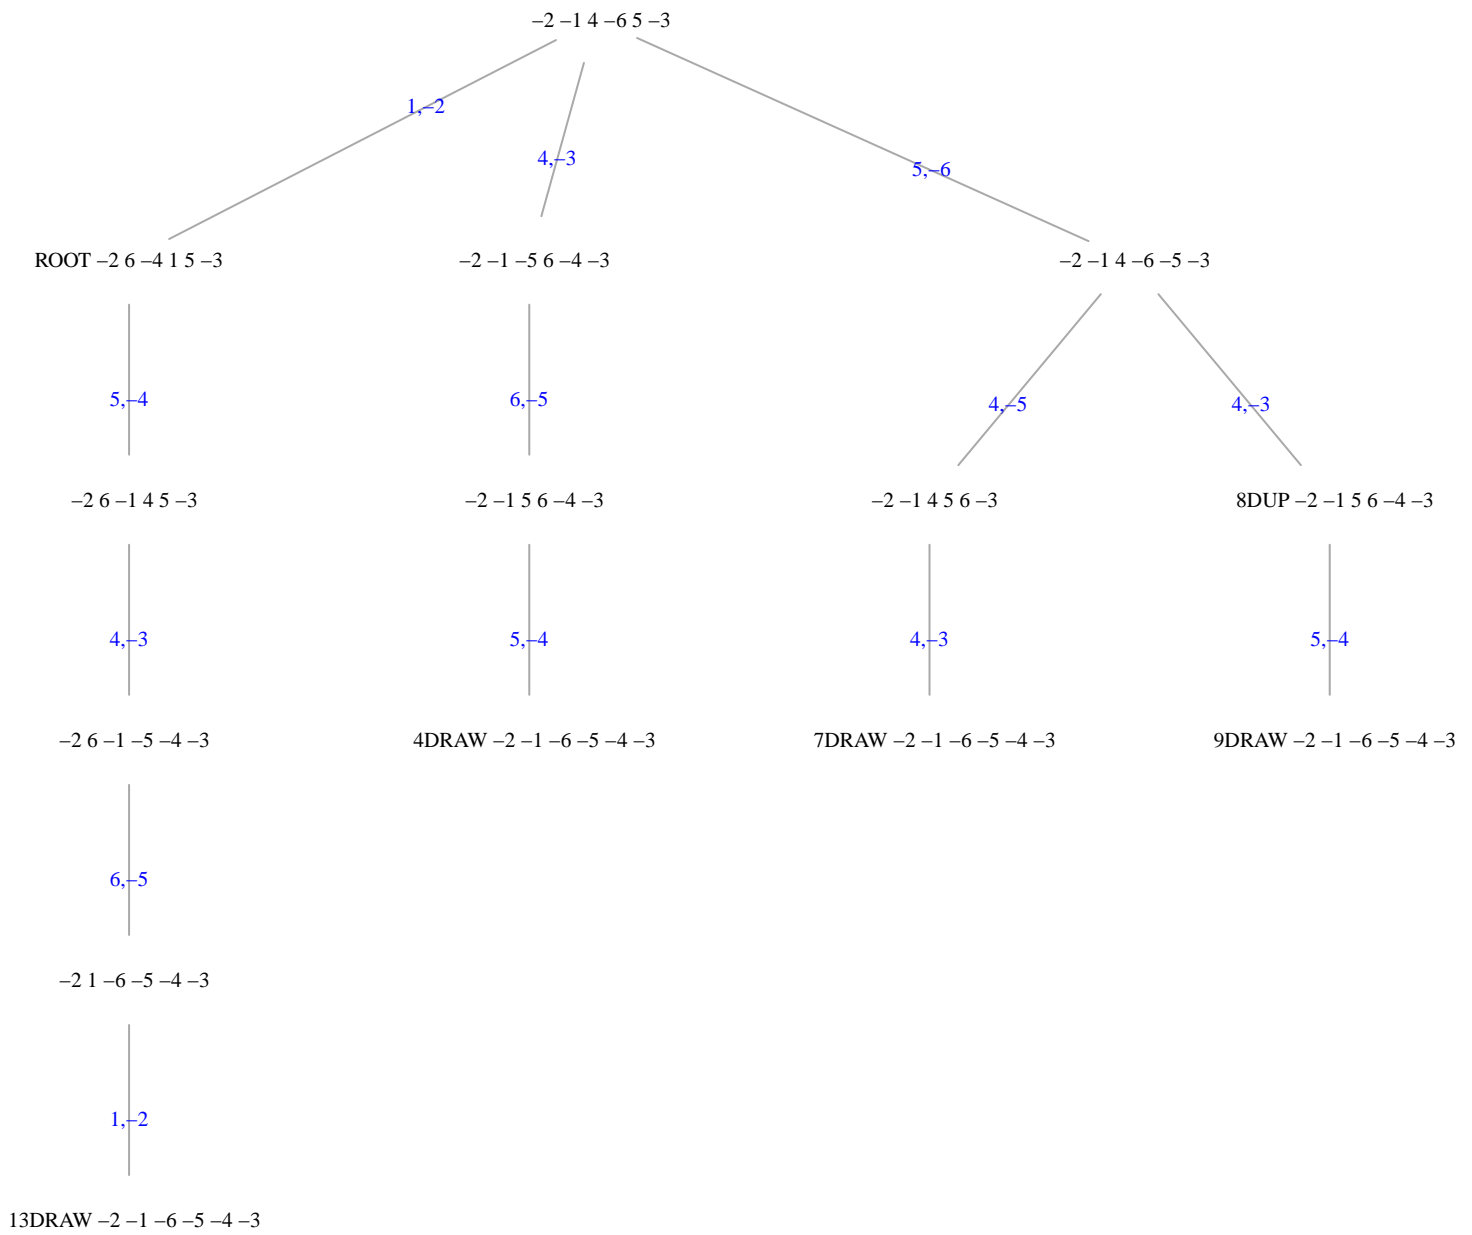 –2 –1 4 –6 5 –3
1,–2
4,–3
5,–6
ROOT –2 6 –4 1 5 –3
–2 –1 –5 6 –4 –3
–2 –1 4 –6 –5 –3
5,–4
6,–5
4,–5
4,–3
–2 6 –1 4 5 –3
–2 –1 5 6 –4 –3
–2 –1 4 5 6 –3
8DUP –2 –1 5 6 –4 –3
4,–3
5,–4
4,–3
5,–4
–2 6 –1 –5 –4 –3
4DRAW –2 –1 –6 –5 –4 –3
7DRAW –2 –1 –6 –5 –4 –3
9DRAW –2 –1 –6 –5 –4 –3
6,–5
–2 1 –6 –5 –4 –3
1,–2
13DRAW –2 –1 –6 –5 –4 –3